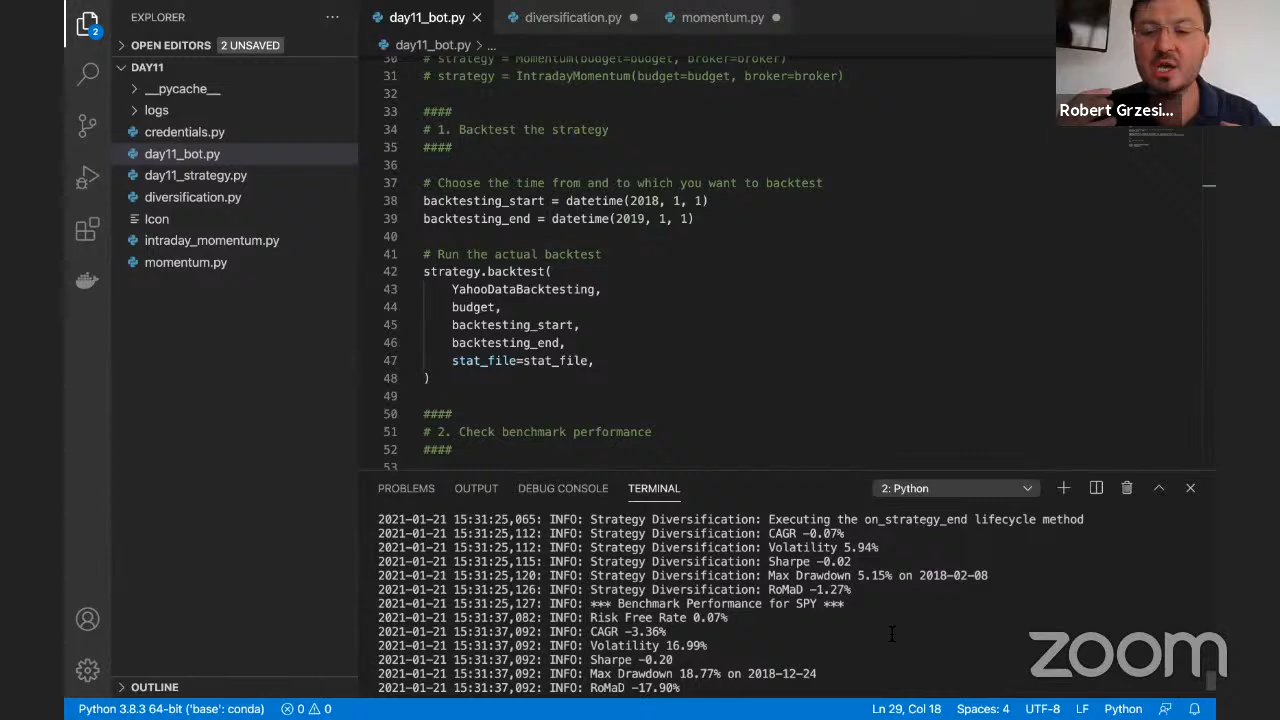 EXPLORER
...
day11_bot.py
diversification.py
momentum.py
2
OPEN EDITORS 2 UNSAVED
day11_bot.py > ...
DAY11
__pycache__
logs
credentials.py
day11_bot.py
day11_strategy.py
diversification.py
Icon
intraday_momentum.py
momentum.py
OUTLINE
30 # strategy = Momentum(budget=budget, broker=broker)
31 # strategy = IntradayMomentum(budget=budget, broker=broker)
32
33 ####
34 # 1. Backtest the strategy
35 ####
36
37 # Choose the time from and to which you want to backtest
38 backtesting_start = datetime(2018, 1, 1)
39 backtesting_end = datetime(2019, 1, 1)
40
41 # Run the actual backtest
42 strategy.backtest(
43 YahooDataBacktesting,
44 budget,
45 backtesting_start,
46 backtesting_end,
47 stat_file=stat_file,
48 )
49
50 ####
51 # 2. Check benchmark performance
52 ####
53
Robert Grzesi...
PROBLEMS OUTPUT DEBUG CONSOLE TERMINAL 2: Python
2021-01-21 15:31:25,065: INFO: Strategy Diversification: Executing the on_strategy_end lifecycle method
2021-01-21 15:31:25,112: INFO: Strategy Diversification: CAGR -0.07%
2021-01-21 15:31:25,112: INFO: Strategy Diversification: Volatility 5.94%
2021-01-21 15:31:25,115: INFO: Strategy Diversification: Sharpe -0.02
2021-01-21 15:31:25,120: INFO: Strategy Diversification: Max Drawdown 5.15% on 2018-02-08
2021-01-21 15:31:25,126: INFO: Strategy Diversification: RoMaD -1.27%
2021-01-21 15:31:25,127: INFO: *** Benchmark Performance for SPY ***
2021-01-21 15:31:37,082: INFO: Risk Free Rate 0.07%
2021-01-21 15:31:37,092: INFO: CAGR -3.36%
2021-01-21 15:31:37,092: INFO: Volatility 16.99%
2021-01-21 15:31:37,092: INFO: Sharpe -0.20
2021-01-21 15:31:37,092: INFO: Max Drawdown 18.77% on 2018-12-24
2021-01-21 15:31:37,092: INFO: RoMaD -17.90%
zoom
Python 3.8.3 64-bit ('base': conda) 0 0 Ln 29, Col 18 Spaces: 4 UTF-8 LF Python